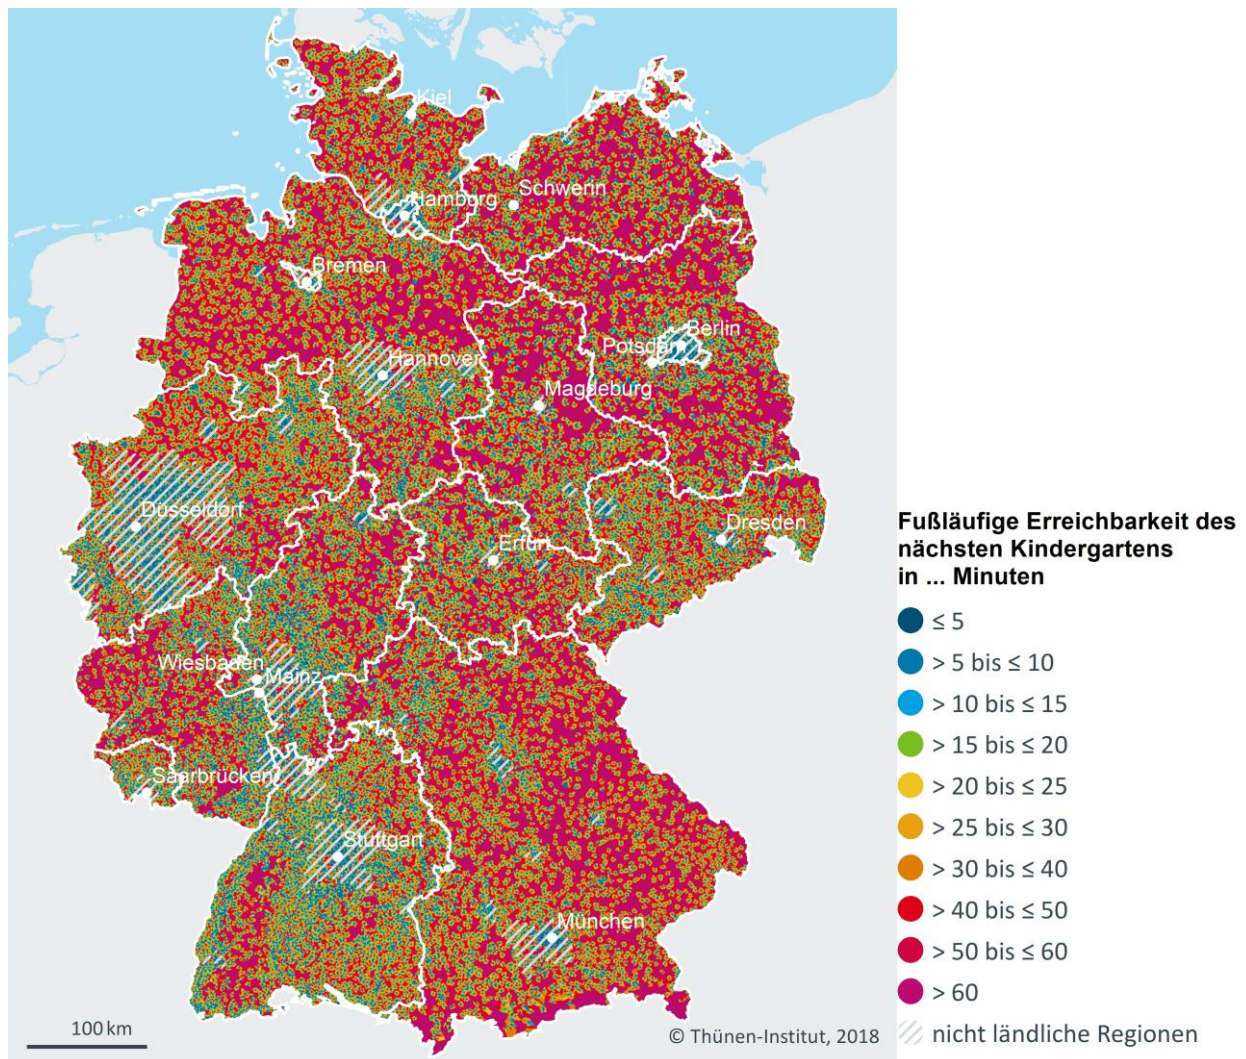 Kiel
Schwerin
Hamburg
Bremen
Berlin
Potsdam
Hannover
Magdeburg
Düsseldorf
Dresden
Erfurt
Wiesbaden
Mainz
Saarbrücken
Stuttgart
München
100 km
© Thünen-Institut, 2018
Fußläufige Erreichbarkeit des
nächsten Kindergartens
in ... Minuten
≤ 5
> 5 bis ≤ 10
> 10 bis ≤ 15
> 15 bis ≤ 20
> 20 bis ≤ 25
> 25 bis ≤ 30
> 30 bis ≤ 40
> 40 bis ≤ 50
> 50 bis ≤ 60
> 60
nicht ländliche Regionen